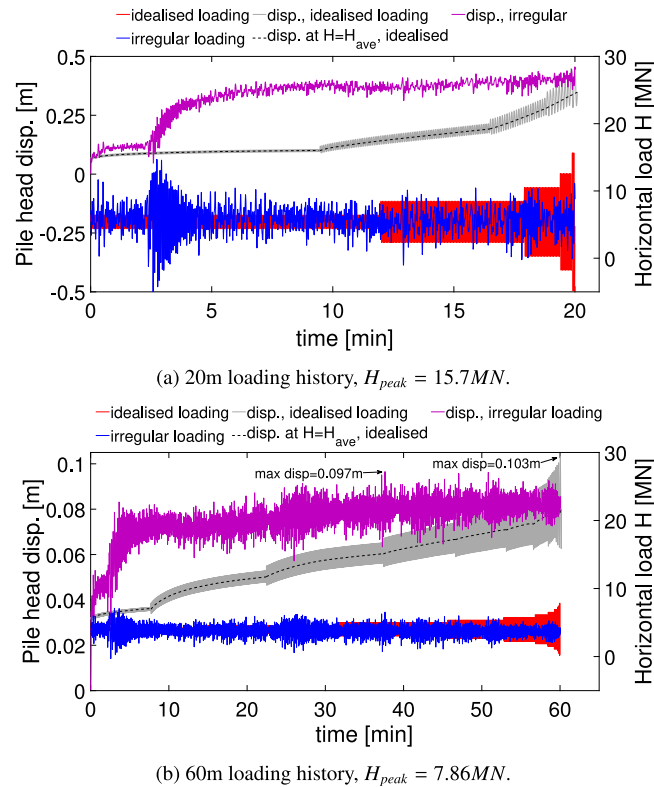 idealised loading disp., idealised loading disp., irregular
irregular loading disp. at H=H_ave, idealised
0.5
0.25
0
-0.25
-0.5
Pile head disp. [m]
30
20
10
0
Horizontal load H [MN]
0 5 10 15 20
time [min]
(a) 20m loading history, H_peak = 15.7MN.
idealised loading disp., idealised loading disp., irregular loading
irregular loading disp. at H=H_ave, idealised
max disp=0.097m
max disp=0.103m
0.1
0.08
0.06
0.04
0.02
0
Pile head disp. [m]
30
20
10
0
Horizontal load H [MN]
0 10 20 30 40 50 60
time [min]
(b) 60m loading history, H_peak = 7.86MN.